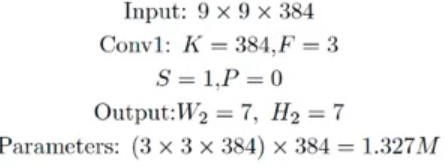 Input: 9 × 9 × 384
Conv1: K = 384,F = 3
S = 1,P = 0
Output:W₂ = 7, H₂ = 7
Parameters: (3 × 3 × 384) × 384 = 1.327M